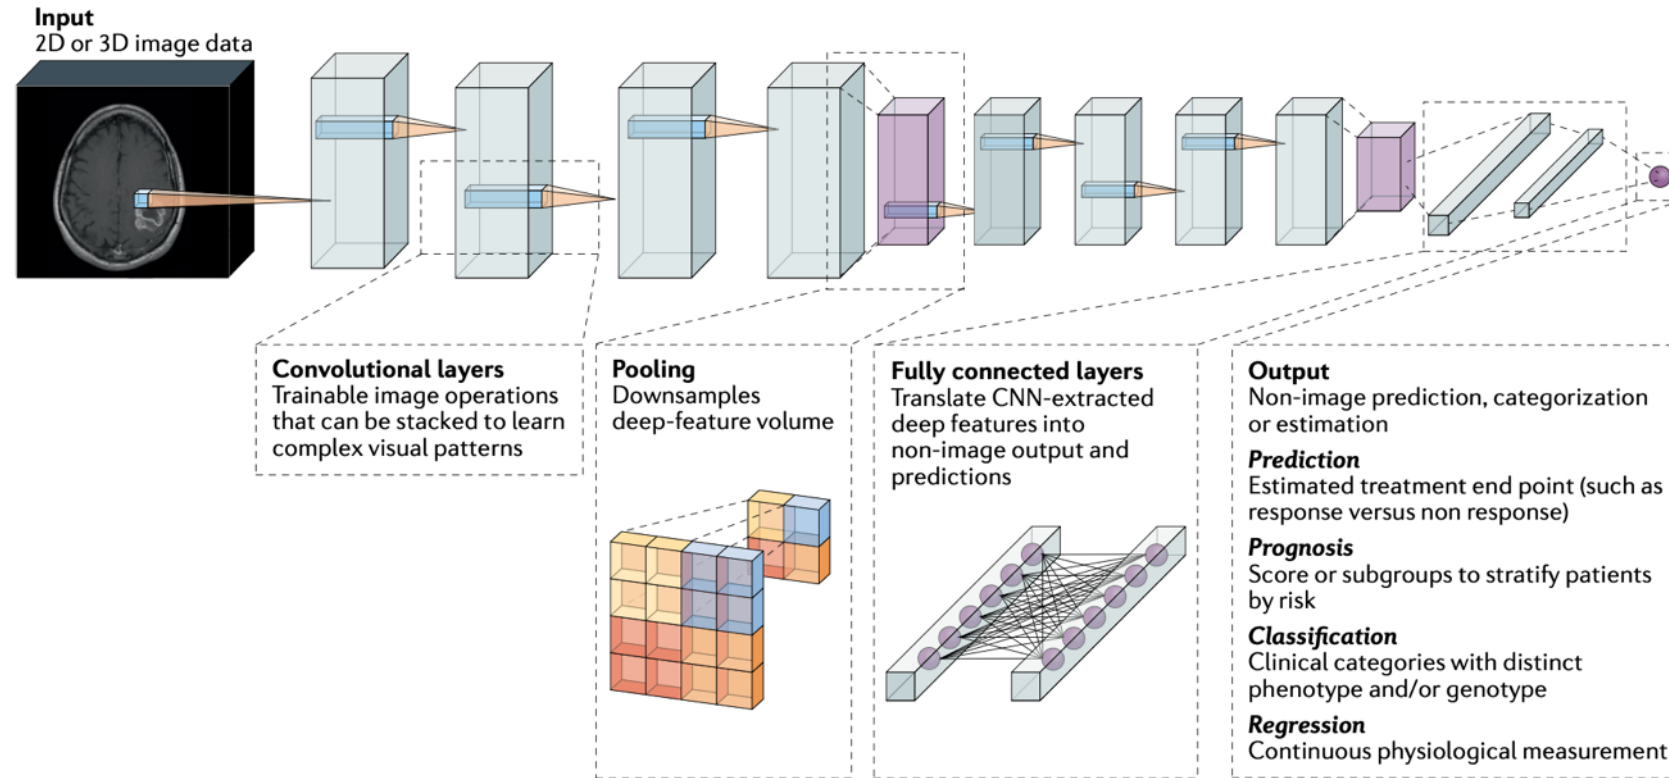 Input
2D or 3D image data
Convolutional layers
Trainable image operations
that can be stacked to learn
complex visual patterns
Pooling
Downsamples
deep-feature volume
Fully connected layers
Translate CNN-extracted
deep features into
non-image output and
predictions
Output
Non-image prediction, categorization
or estimation
Prediction
Estimated treatment end point (such as
response versus non response)
Prognosis
Score or subgroups to stratify patients
by risk
Classification
Clinical categories with distinct
phenotype and/or genotype
Regression
Continuous physiological measurement